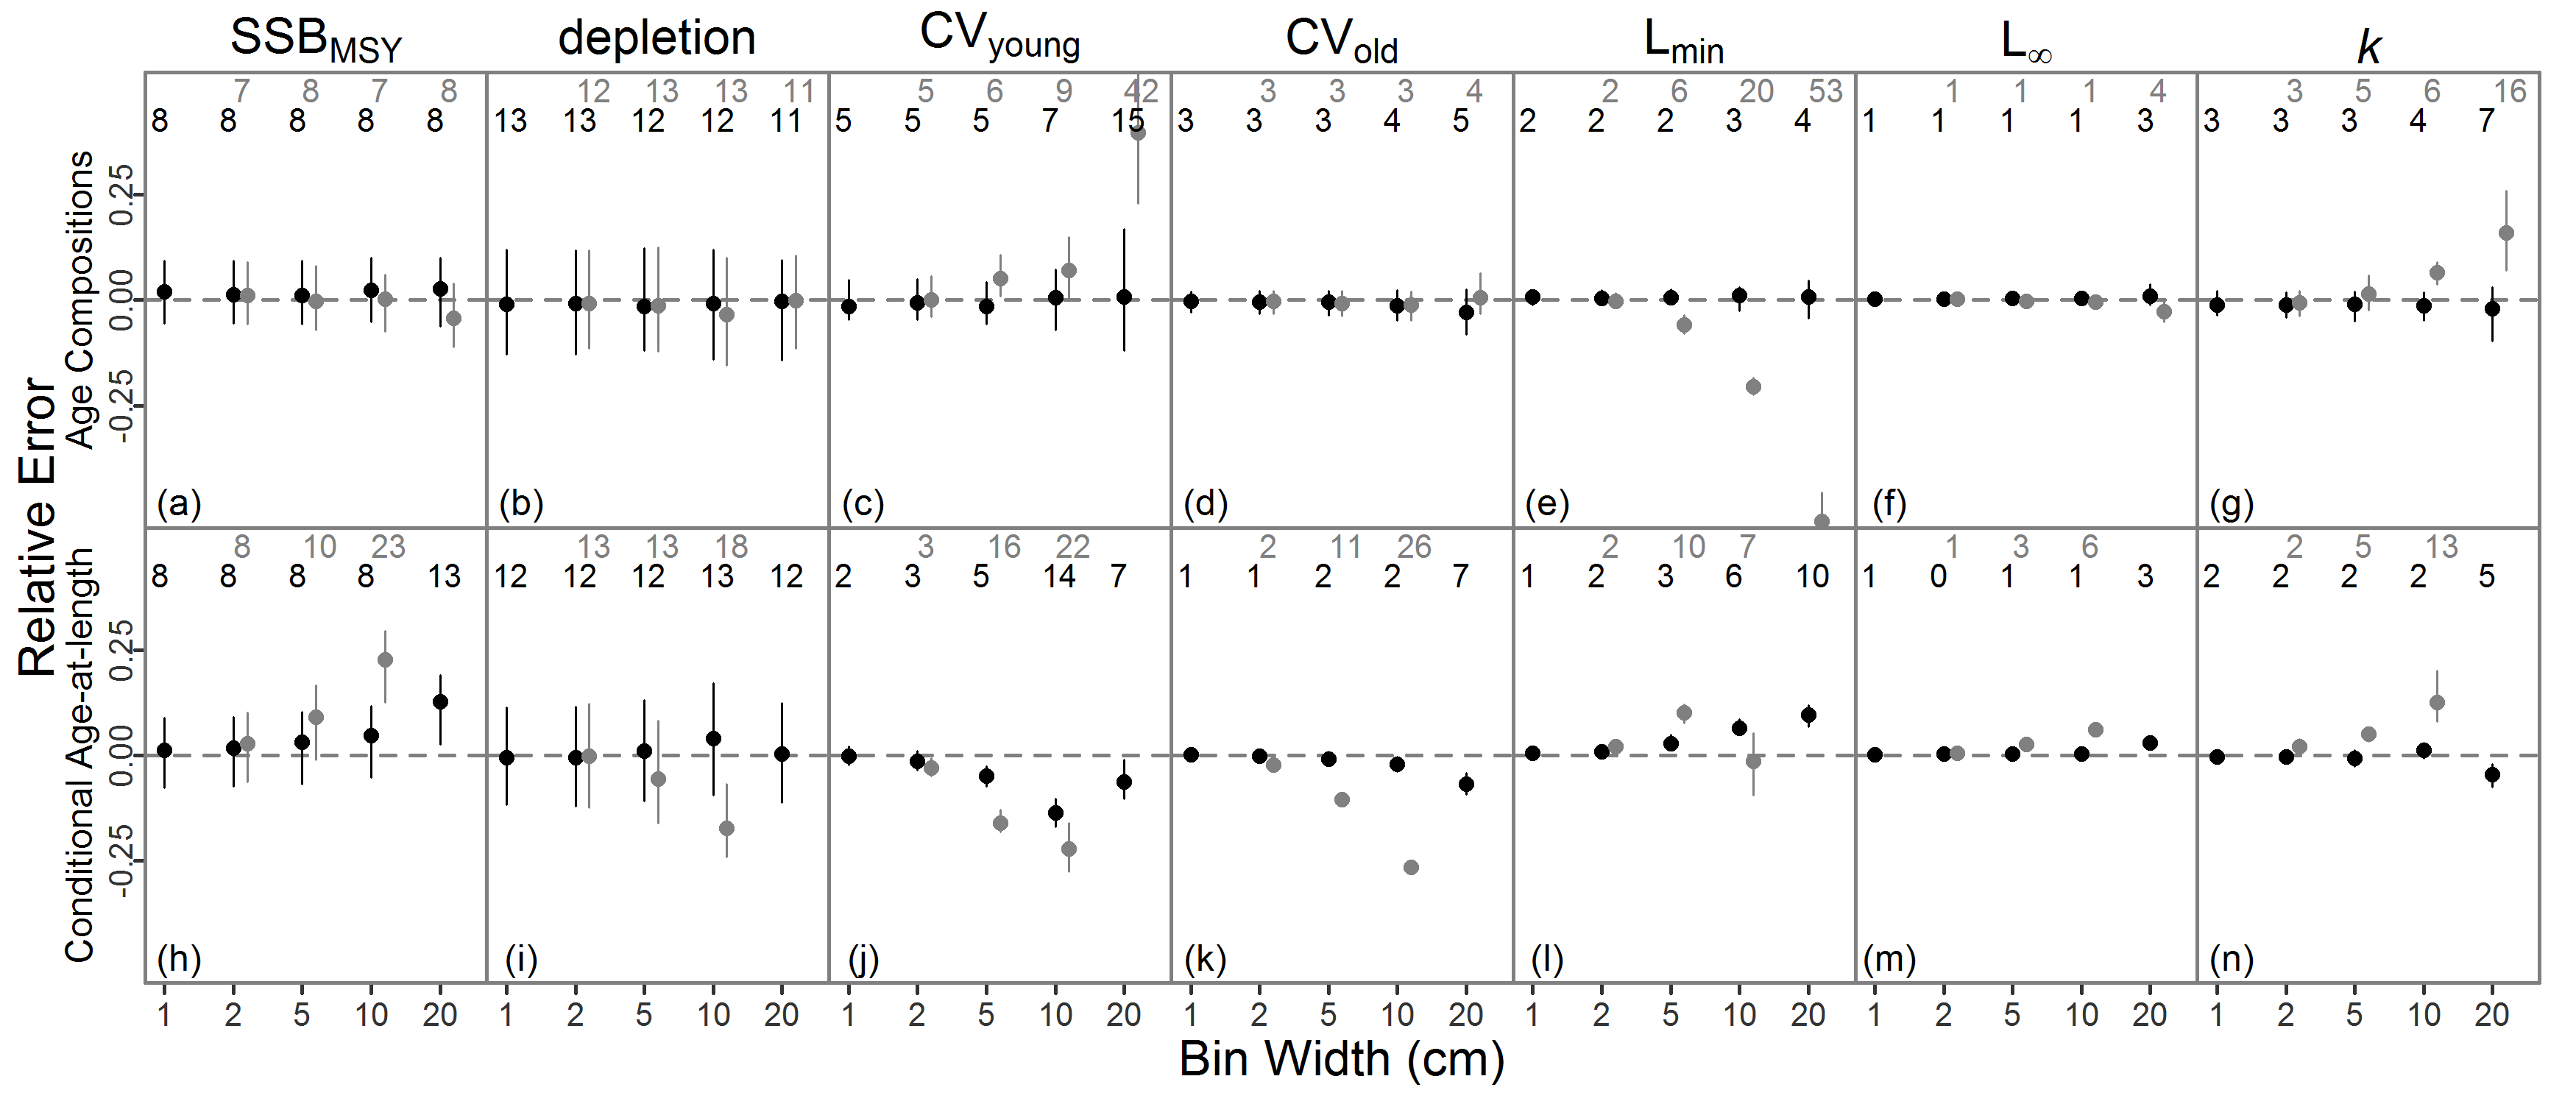 SSBMSY depletion CVyoung CVold Lmin L∞ k
7 8 7 8 12 13 13 11 5 6 9 42 3 3 3 4 2 6 20 53 1 1 1 4 3 5 6 16
8 8 8 8 8 13 13 12 12 11 5 5 5 7 15 3 3 3 4 5 2 2 2 3 4 1 1 1 1 3 3 3 3 4 7
0.25
0.00
-0.25
Age Compositions
(a) (b) (c) (d) (e) (f) (g)
Relative Error
8 10 23 13 13 18 3 16 22 2 11 26 2 10 7 1 3 6 2 5 13
8 8 8 8 13 12 12 12 13 12 2 3 5 14 7 1 1 2 2 7 1 2 3 6 10 1 0 1 1 3 2 2 2 2 5
0.25
0.00
-0.25
Conditional Age-at-length
(h) (i) (j) (k) (l) (m) (n)
1 2 5 10 20 1 2 5 10 20 1 2 5 10 20 1 2 5 10 20 1 2 5 10 20 1 2 5 10 20 1 2 5 10 20
Bin Width (cm)